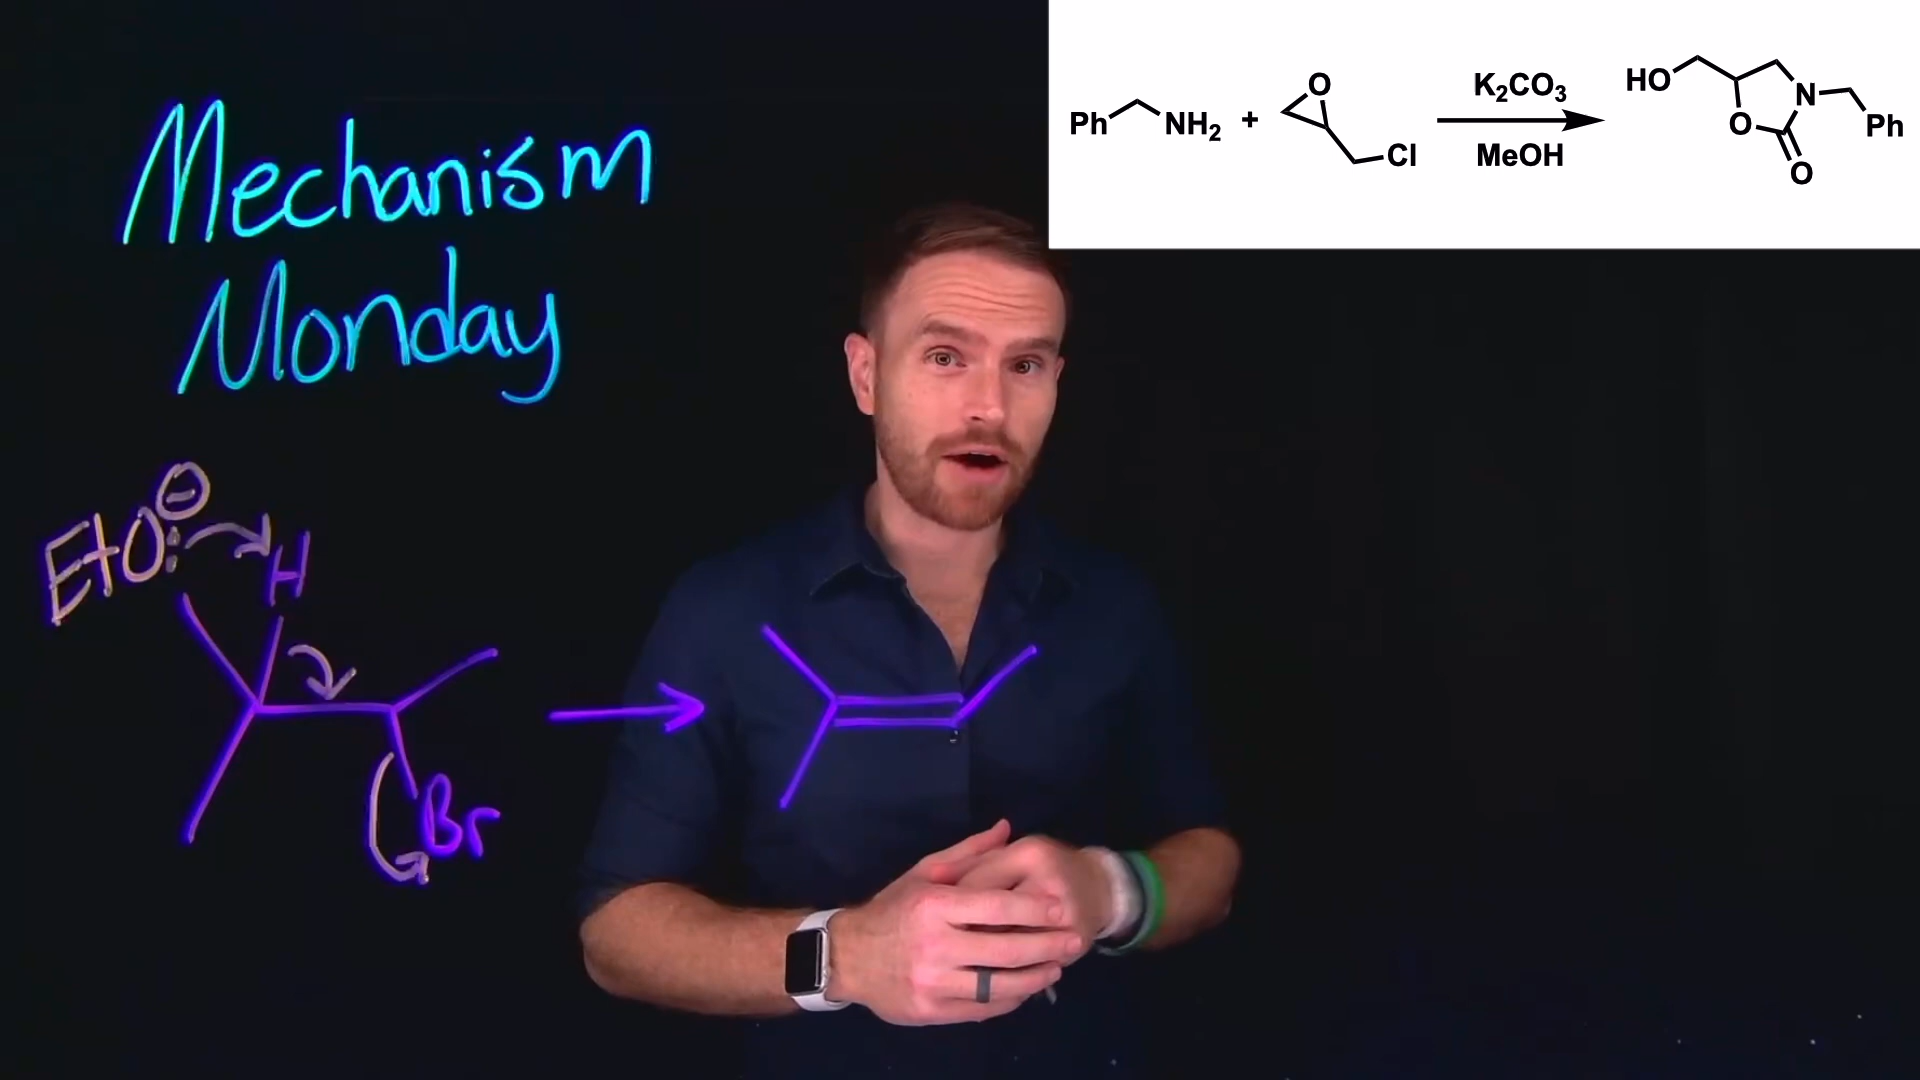 Mechanism
Monday
EtO:⊖
H
Br
Ph NH₂ + O Cl
K₂CO₃
MeOH
HO O N O Ph